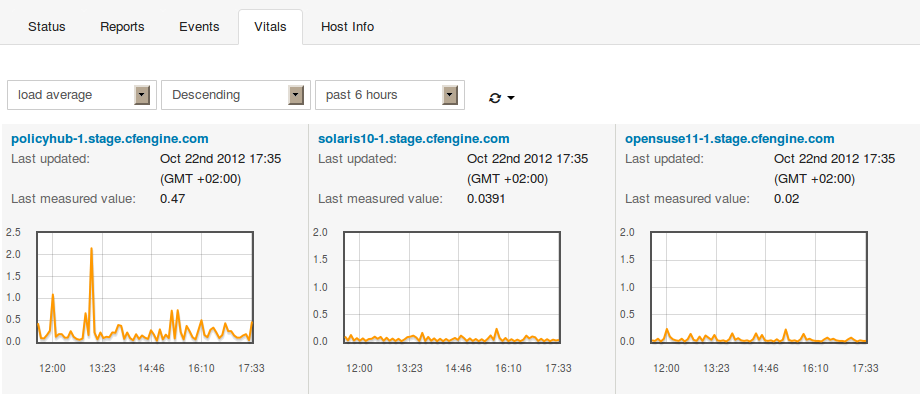 Status Reports Events Vitals Host Info
load average Descending past 6 hours
policyhub-1.stage.cfengine.com
Last updated: Oct 22nd 2012 17:35
(GMT +02:00)
Last measured value: 0.47
2.5
2.0
1.5
1.0
0.5
0.0
12:00 13:23 14:46 16:10 17:33
solaris10-1.stage.cfengine.com
Last updated: Oct 22nd 2012 17:35
(GMT +02:00)
Last measured value: 0.0391
2.0
1.5
1.0
0.5
0.0
12:00 13:23 14:46 16:10 17:33
opensuse11-1.stage.cfengine.com
Last updated: Oct 22nd 2012 17:35
(GMT +02:00)
Last measured value: 0.02
2.0
1.5
1.0
0.5
0.0
12:00 13:23 14:46 16:10 17:33